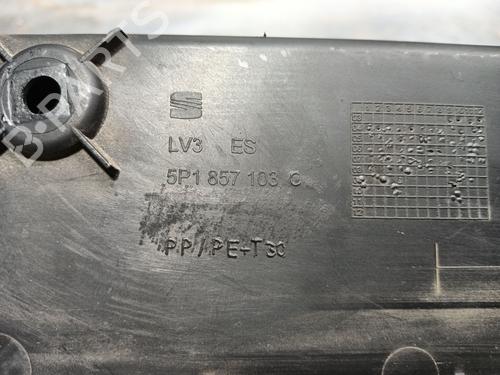 B-PARTS
LV3 ES
5P1 857 103 C
PP/PE+T30